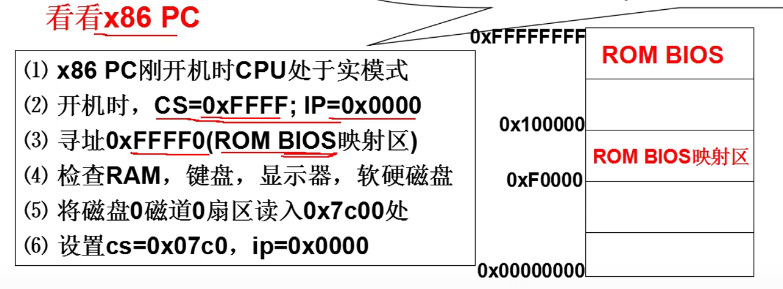 看看x86 PC
(1) x86 PC刚开机时CPU处于实模式
(2) 开机时，CS=0xFFFF; IP=0x0000
(3) 寻址0xFFFF0(ROM BIOS映射区)
(4) 检查RAM，键盘，显示器，软硬磁盘
(5) 将磁盘0磁道0扇区读入0x7c00处
(6) 设置cs=0x07c0，ip=0x0000
0xFFFFFFFF
ROM BIOS
0x100000
ROM BIOS映射区
0xF0000
0x00000000